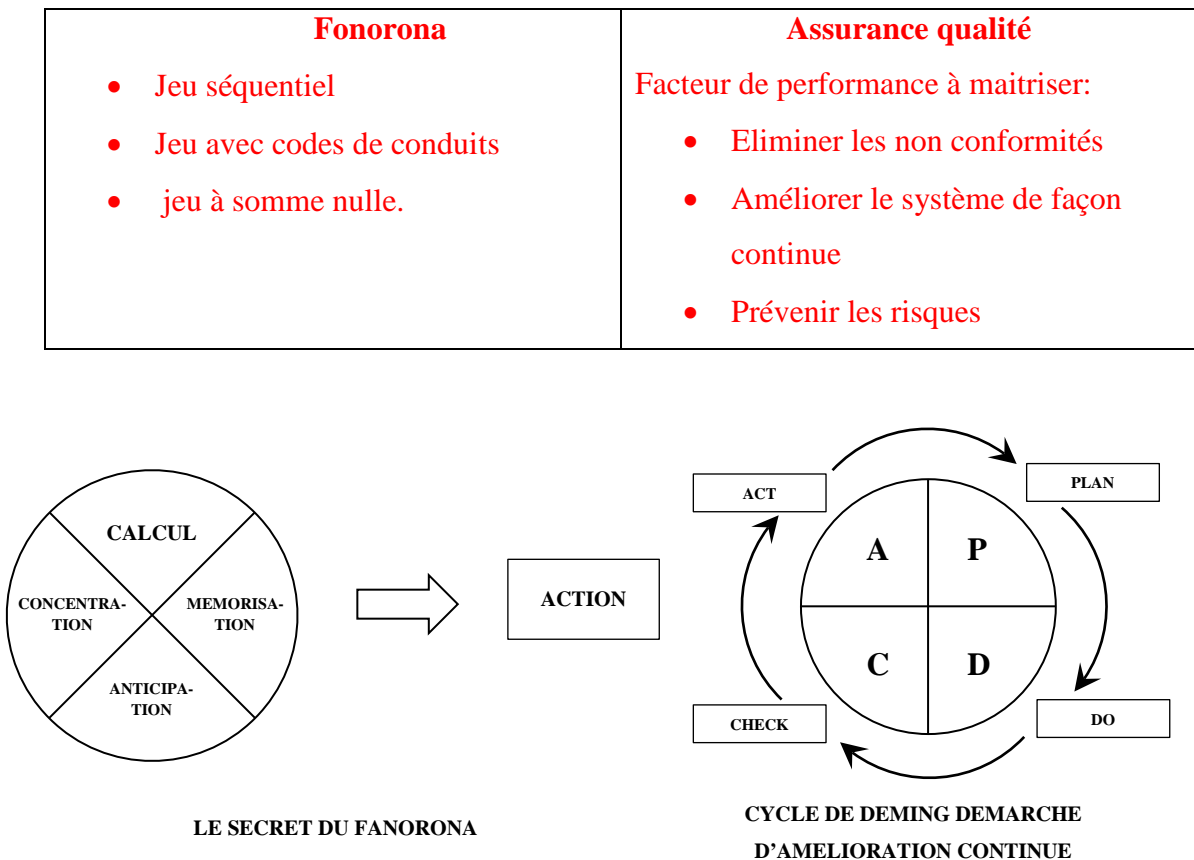 Fonorona
• Jeu séquentiel
• Jeu avec codes de conduits
• jeu à somme nulle.
Assurance qualité
Facteur de performance à maitriser:
• Eliminer les non conformités
• Améliorer le système de façon
continue
• Prévenir les risques
CALCUL
CONCENTRA-
TION
MEMORISA-
TION
ANTICIPA-
TION
ACTION
ACT
PLAN
A
P
C
D
CHECK
DO
LE SECRET DU FANORONA
CYCLE DE DEMING DEMARCHE
D'AMELIORATION CONTINUE